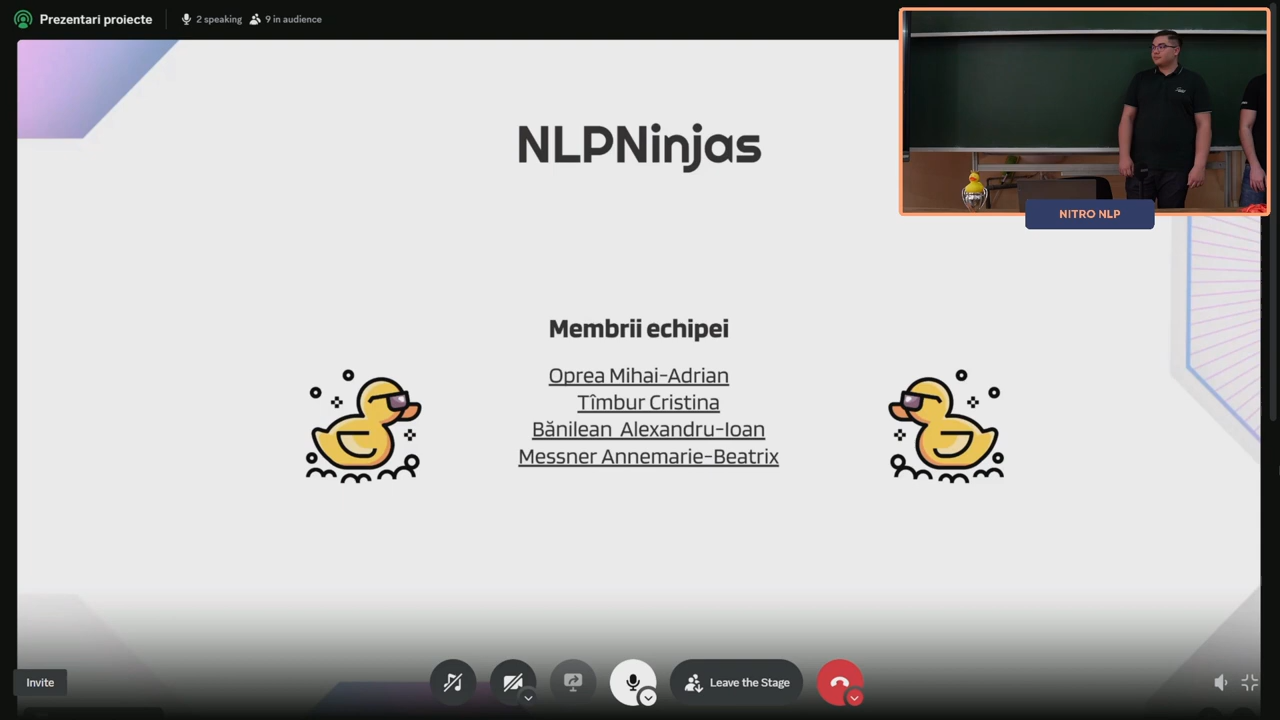 Prezentari proiecte
2 speaking
9 in audience
NITRO NLP
NLPNinjas
Membrii echipei
Oprea Mihai-Adrian
Tîmbur Cristina
Bănilean Alexandru-Ioan
Messner Annemarie-Beatrix
Invite
Leave the Stage